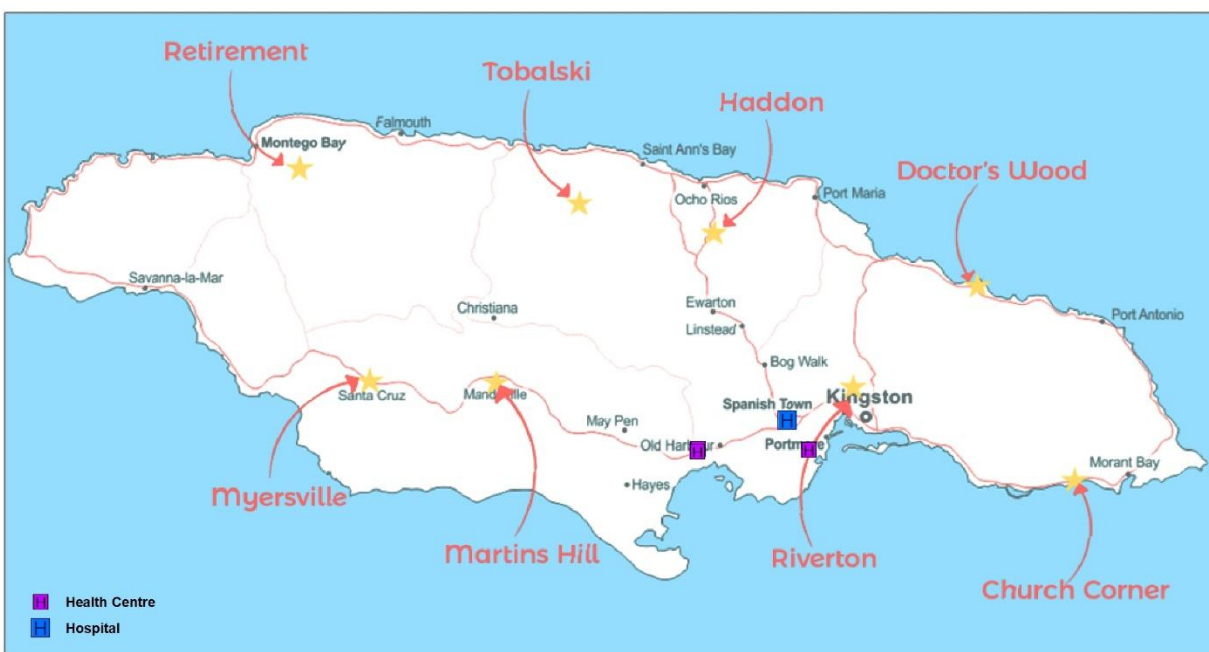 Retirement
Tobalski
Haddon
Doctor's Wood
Falmouth
Montego Bay
Saint Ann's Bay
Ocho Rios
Port Maria
Savanna-la-Mar
Christiana
Ewarton
Linstead
Port Antonio
Bog Walk
Santa Cruz
Spanish Town
Kingston
May Pen
Old Harbour
Portmore
Morant Bay
Hayes
Myersville
Martins Hill
Riverton
Church Corner
H Health Centre
H Hospital
H
H
H